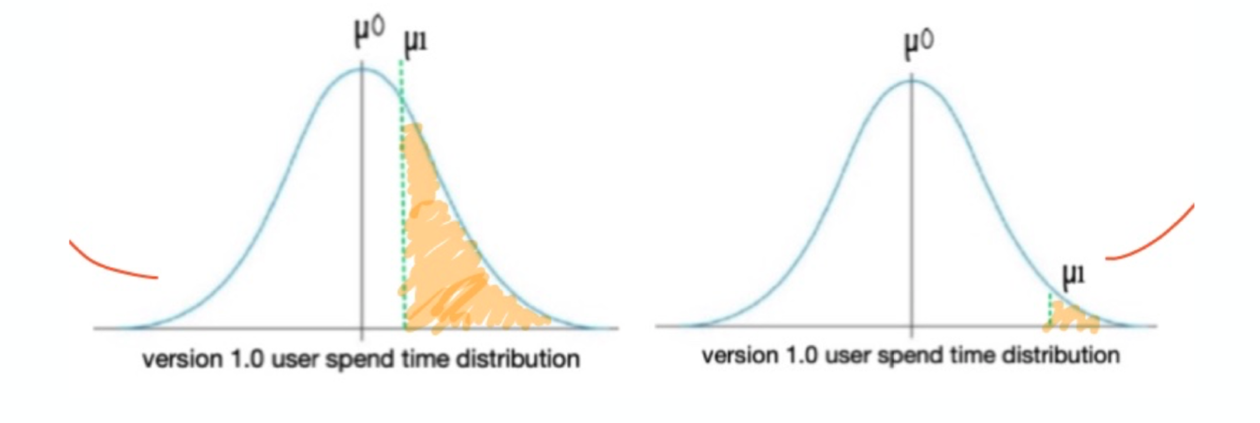 μ0
μ1
version 1.0 user spend time distribution
μ0
μ1
version 1.0 user spend time distribution